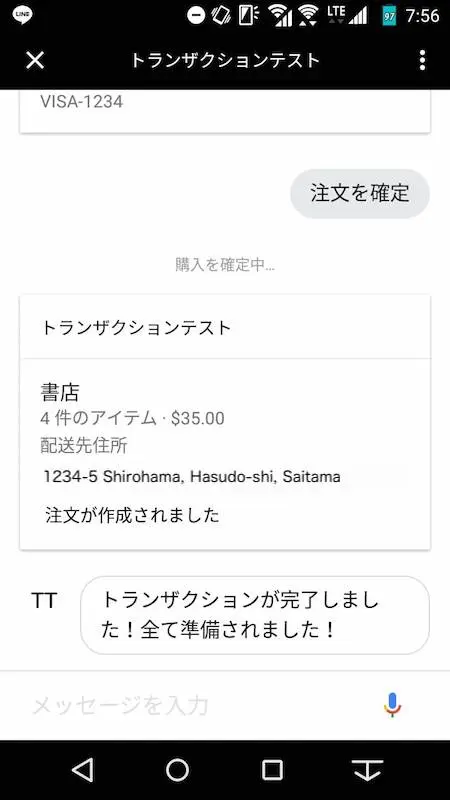 LINE
LTE
97
7:56
トランザクションテスト
VISA-1234
注文を確定
購入を確定中...
トランザクションテスト
書店
4 件のアイテム · $35.00
配送先住所
1234-5 Shirohama, Hasudo-shi, Saitama
注文が作成されました
TT
トランザクションが完了しまし
た！全て準備されました！
メッセージを入力